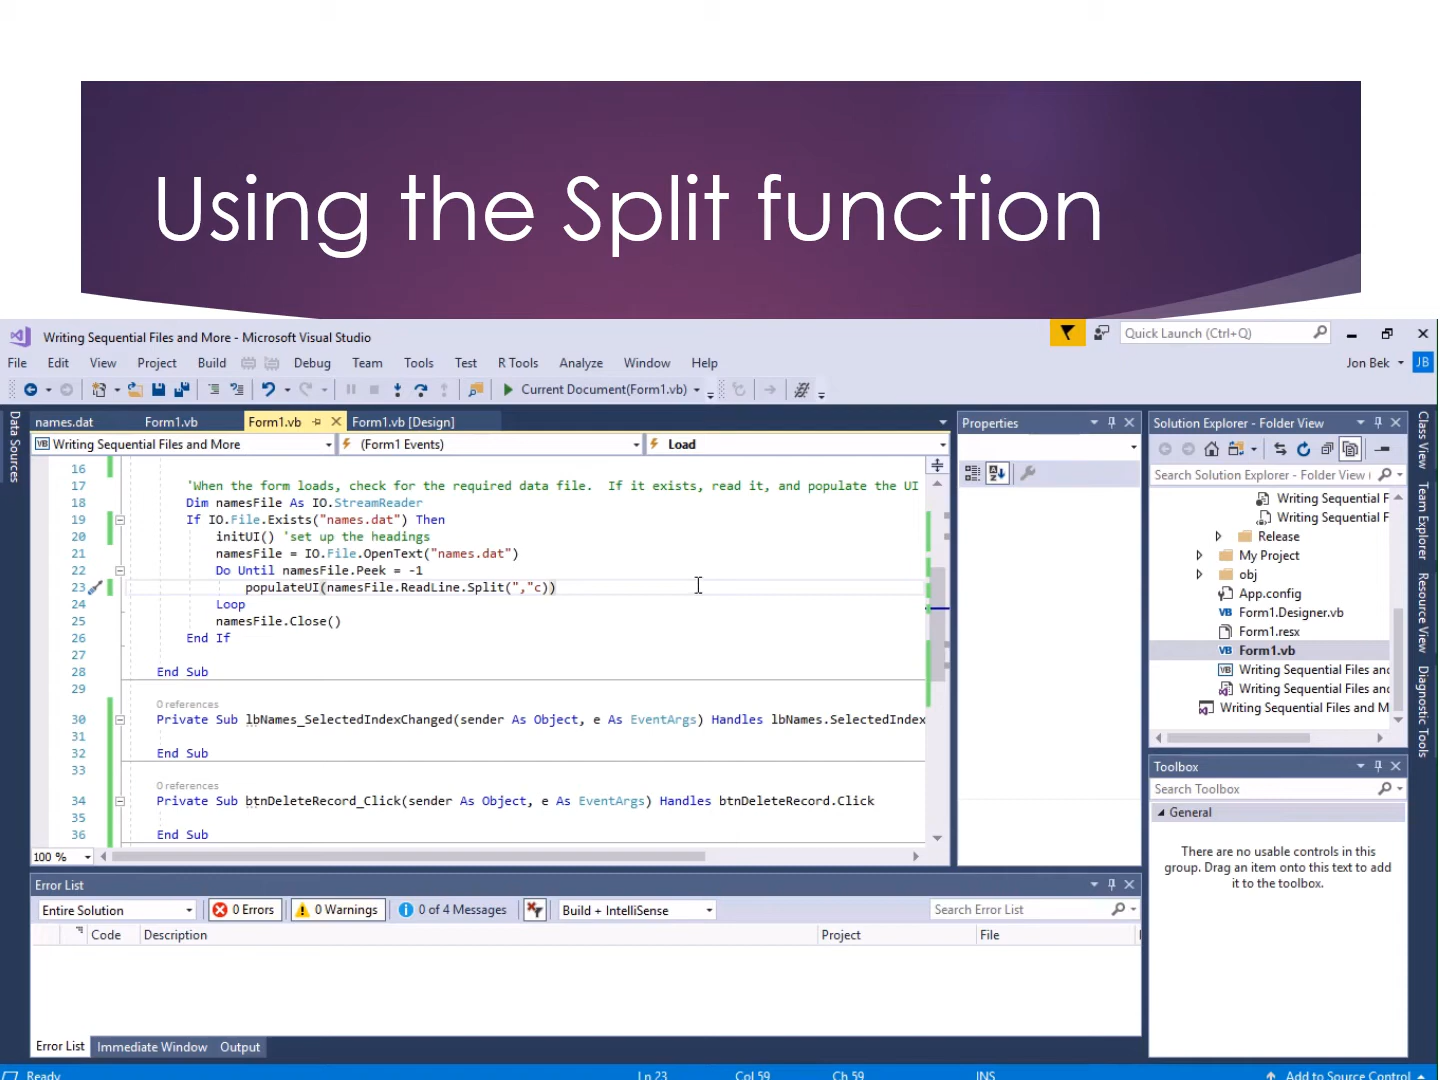 Using the Split function
Writing Sequential Files and More - Microsoft Visual Studio
Quick Launch (Ctrl+Q)
File Edit View Project Build Debug Team Tools Test R Tools Analyze Window Help
Jon Bek JB
Current Document(Form1.vb)
names.dat Form1.vb Form1.vb Form1.vb [Design]
Writing Sequential Files and More (Form1 Events) Load
16
17 'When the form loads, check for the required data file. If it exists, read it, and populate the UI
18 Dim namesFile As IO.StreamReader
19 If IO.File.Exists("names.dat") Then
20 initUI() 'set up the headings
21 namesFile = IO.File.OpenText("names.dat")
22 Do Until namesFile.Peek = -1
23 populateUI(namesFile.ReadLine.Split(","c))
24 Loop
25 namesFile.Close()
26 End If
27
28 End Sub
29
0 references
30 Private Sub lbNames_SelectedIndexChanged(sender As Object, e As EventArgs) Handles lbNames.SelectedIndex
31
32 End Sub
33
0 references
34 Private Sub btnDeleteRecord_Click(sender As Object, e As EventArgs) Handles btnDeleteRecord.Click
35
36 End Sub
100 %
Data Sources
Properties
Solution Explorer - Folder View
Search Solution Explorer - Folder View
Writing Sequential F
Writing Sequential F
Release
My Project
obj
App.config
VB Form1.Designer.vb
Form1.resx
VB Form1.vb
VB Writing Sequential Files and
Writing Sequential Files and
Writing Sequential Files and M
Class View
Team Explorer
Resource View
Diagnostic Tools
Toolbox
Search Toolbox
General
There are no usable controls in this
group. Drag an item onto this text to add
it to the toolbox.
Error List
Entire Solution 0 Errors 0 Warnings 0 of 4 Messages Build + IntelliSense Search Error List
Code Description Project File
Error List Immediate Window Output
Ready Ln 23 Col 59 Ch 59 INS Add to Source Control